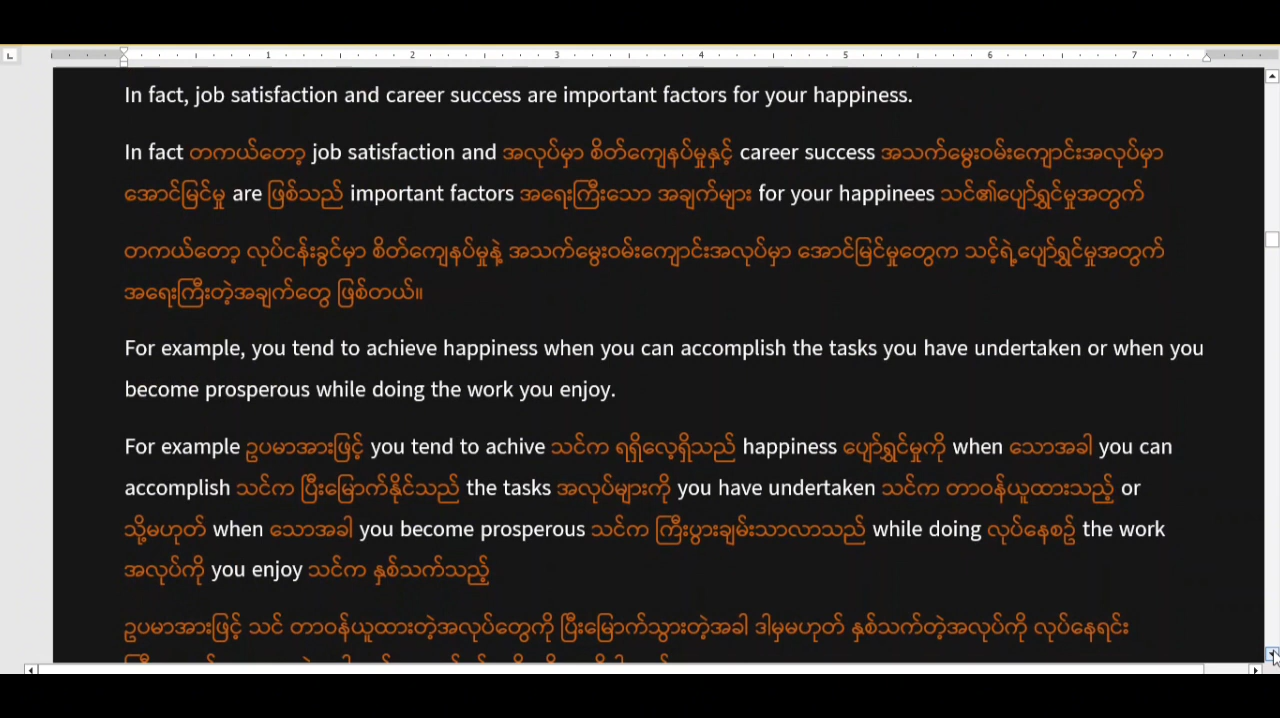 1 2 3 4 5 6 7
In fact, job satisfaction and career success are important factors for your happiness.
In fact တကယ်တော့ job satisfaction and အလုပ်မှာ စိတ်ကျေနပ်မှုနှင့် career success အသက်မွေးဝမ်းကျောင်းအလုပ်မှာ
အောင်မြင်မှု are ဖြစ်သည် important factors အရေးကြီးသော အချက်များ for your happinees သင်၏ပျော်ရွှင်မှုအတွက်
တကယ်တော့ လုပ်ငန်းခွင်မှာ စိတ်ကျေနပ်မှုနဲ့ အသက်မွေးဝမ်းကျောင်းအလုပ်မှာ အောင်မြင်မှုတွေက သင့်ရဲ့ပျော်ရွှင်မှုအတွက်
အရေးကြီးတဲ့အချက်တွေ ဖြစ်တယ်။
For example, you tend to achieve happiness when you can accomplish the tasks you have undertaken or when you
become prosperous while doing the work you enjoy.
For example ဥပမာအားဖြင့် you tend to achive သင်က ရရှိလေ့ရှိသည် happiness ပျော်ရွှင်မှုကို when သောအခါ you can
accomplish သင်က ပြီးမြောက်နိုင်သည် the tasks အလုပ်များကို you have undertaken သင်က တာဝန်ယူထားသည့် or
သို့မဟုတ် when သောအခါ you become prosperous သင်က ကြီးပွားချမ်းသာလာသည် while doing လုပ်နေစဉ် the work
အလုပ်ကို you enjoy သင်က နှစ်သက်သည့်
ဥပမာအားဖြင့် သင် တာဝန်ယူထားတဲ့အလုပ်တွေကို ပြီးမြောက်သွားတဲ့အခါ ဒါမှမဟုတ် နှစ်သက်တဲ့အလုပ်ကို လုပ်နေရင်း